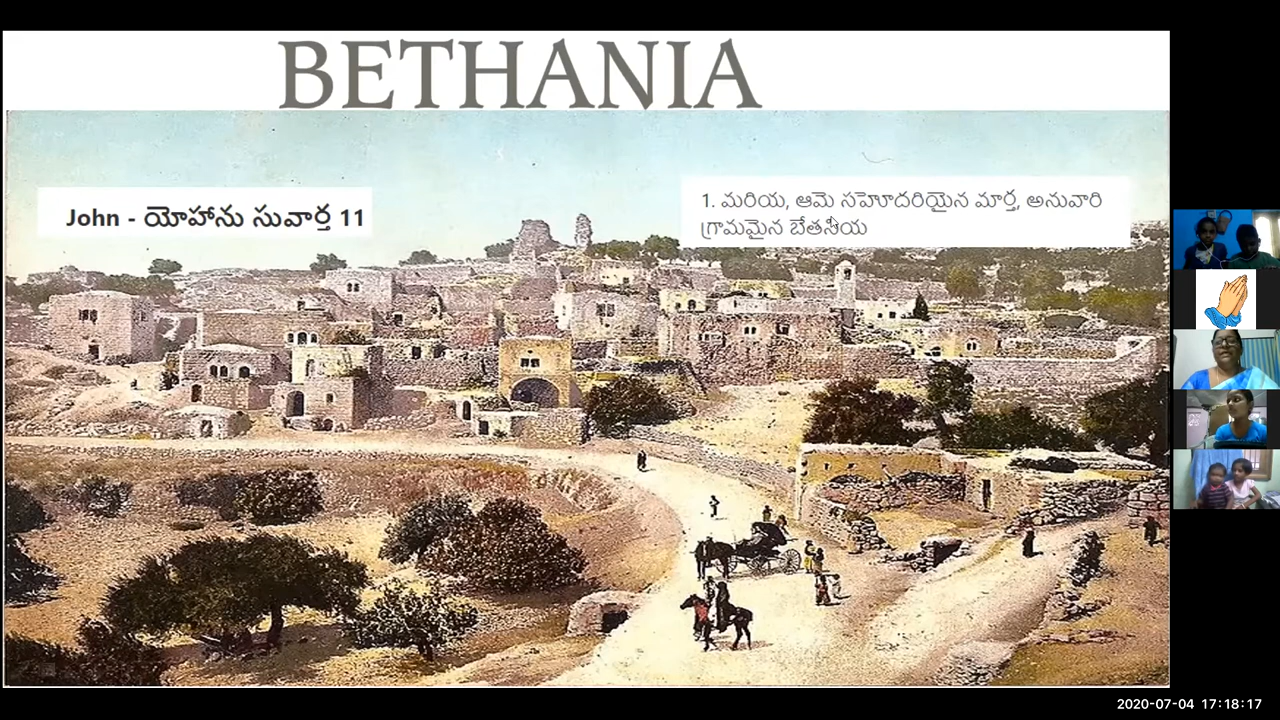 BETHANIA
John - యోహాను సువార్త 11
1. మరియ, ఆమె సహోదరియైన మార్త, అనువారి
గ్రామమైన బేతనీయ
2020-07-04 17:18:17